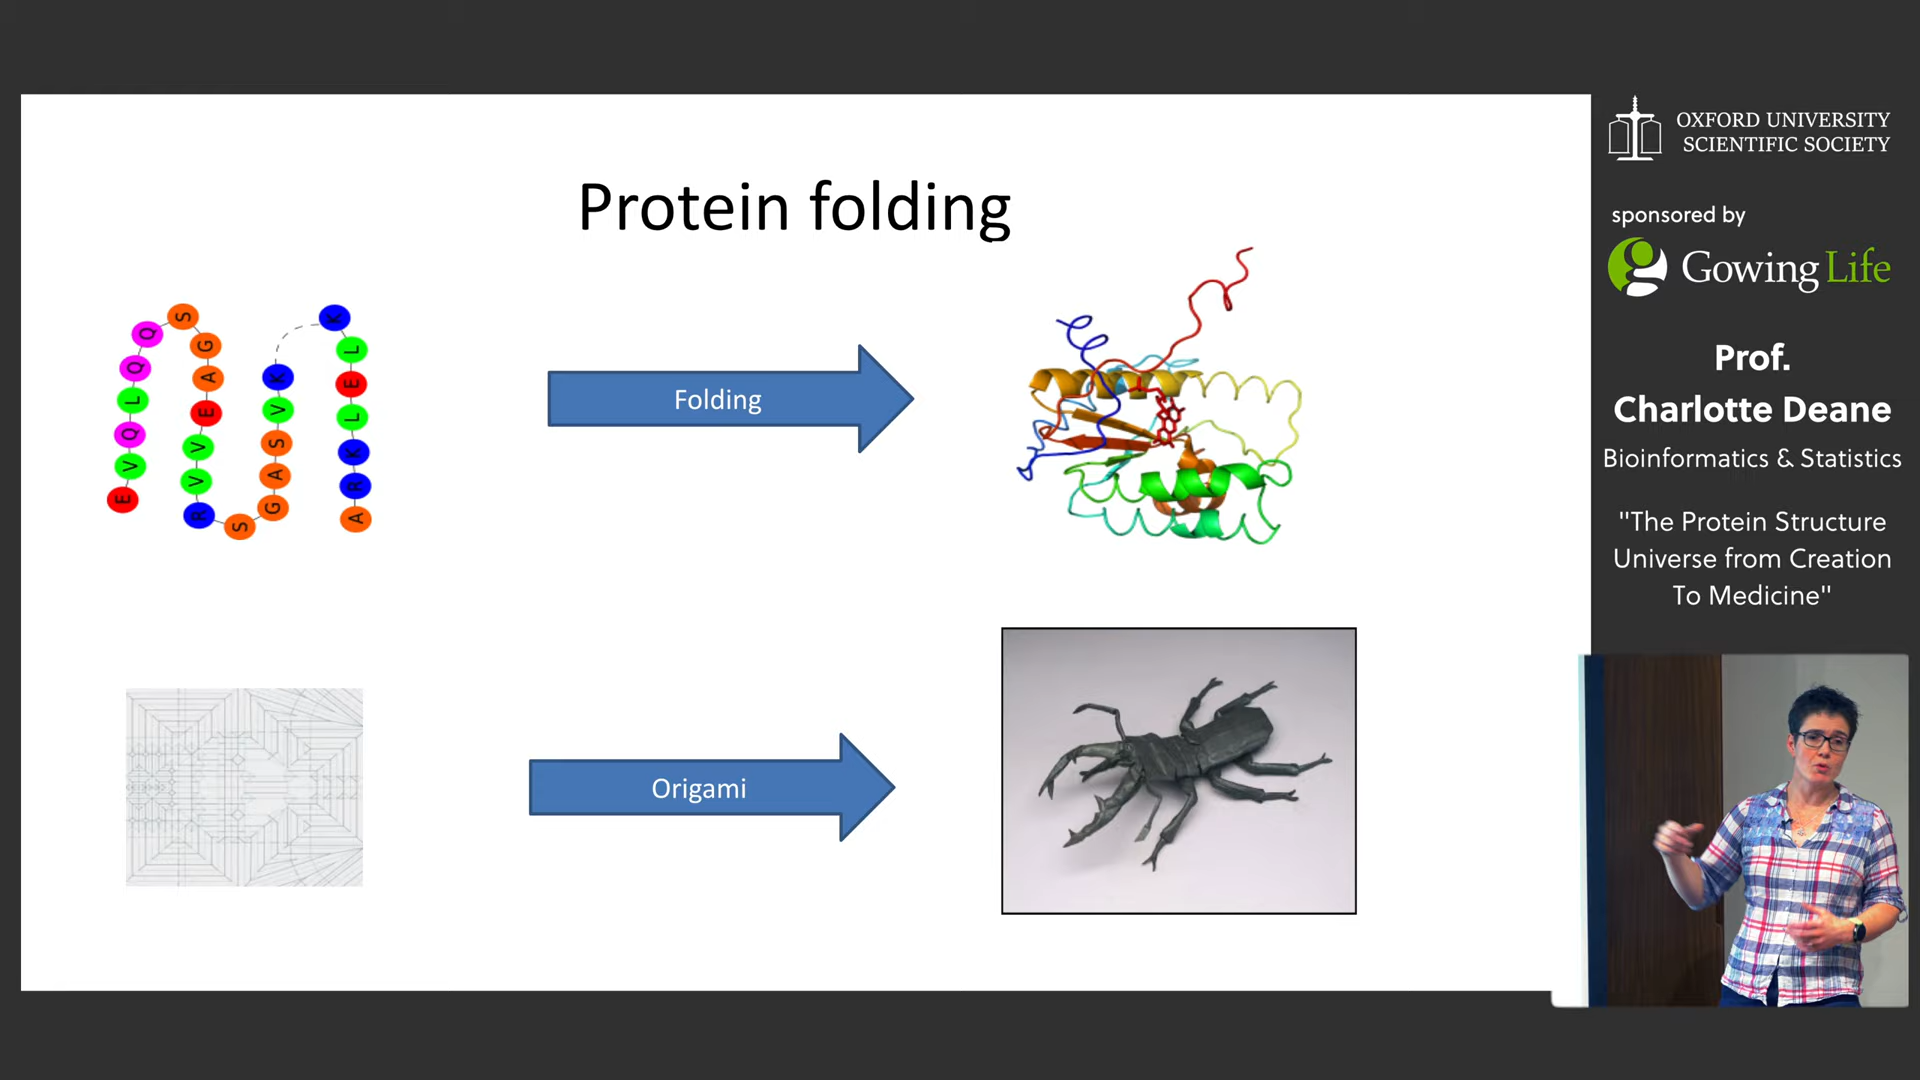 Protein folding
E
V
Q
L
Q
Q
S
G
A
E
V
V
R
S
G
A
S
V
K
K
L
E
L
K
R
A
Folding
Origami
OXFORD UNIVERSITY
SCIENTIFIC SOCIETY
sponsored by
Gowing Life
Prof.
Charlotte Deane
Bioinformatics & Statistics
"The Protein Structure
Universe from Creation
To Medicine"